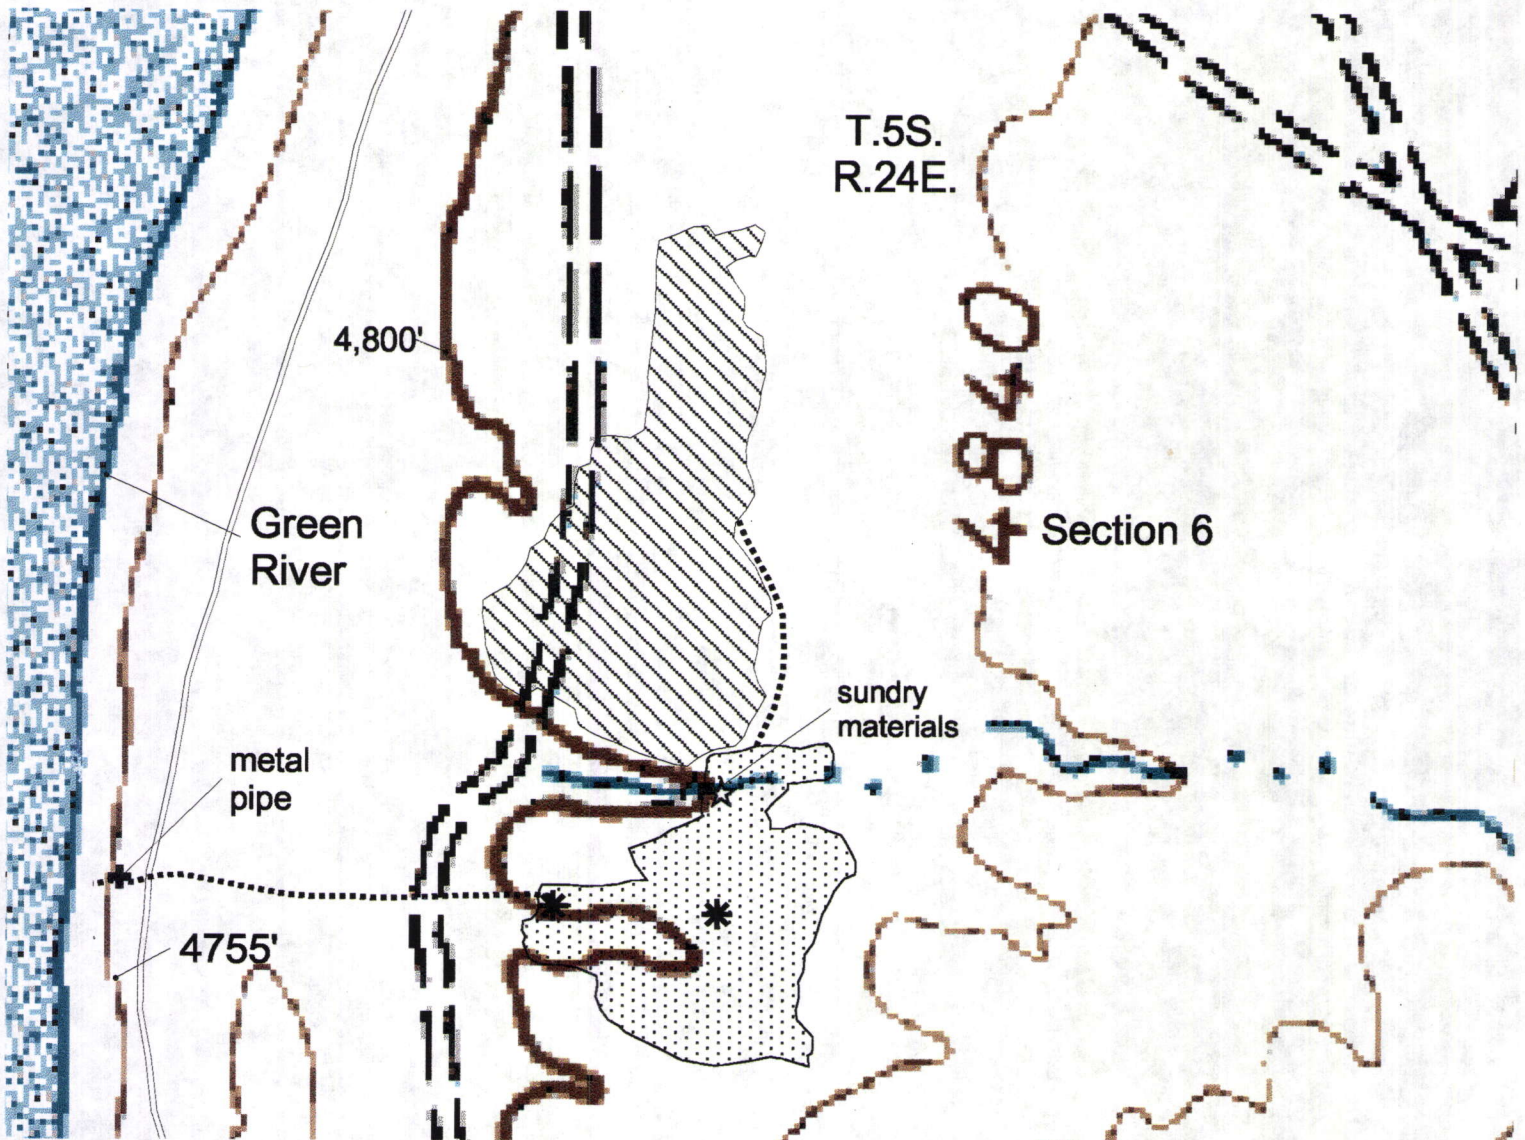 T.5S.
R.24E.
4,800'
4840
Green
River
Section 6
sundry
materials
metal
pipe
4755'